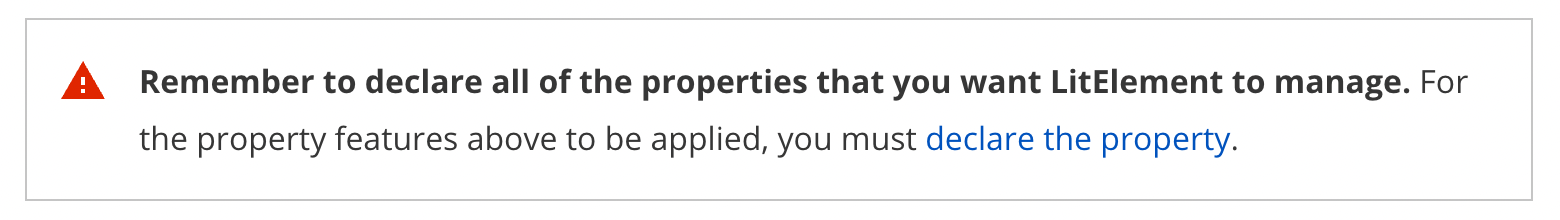 Remember to declare all of the properties that you want LitElement to manage. For
the property features above to be applied, you must declare the property.